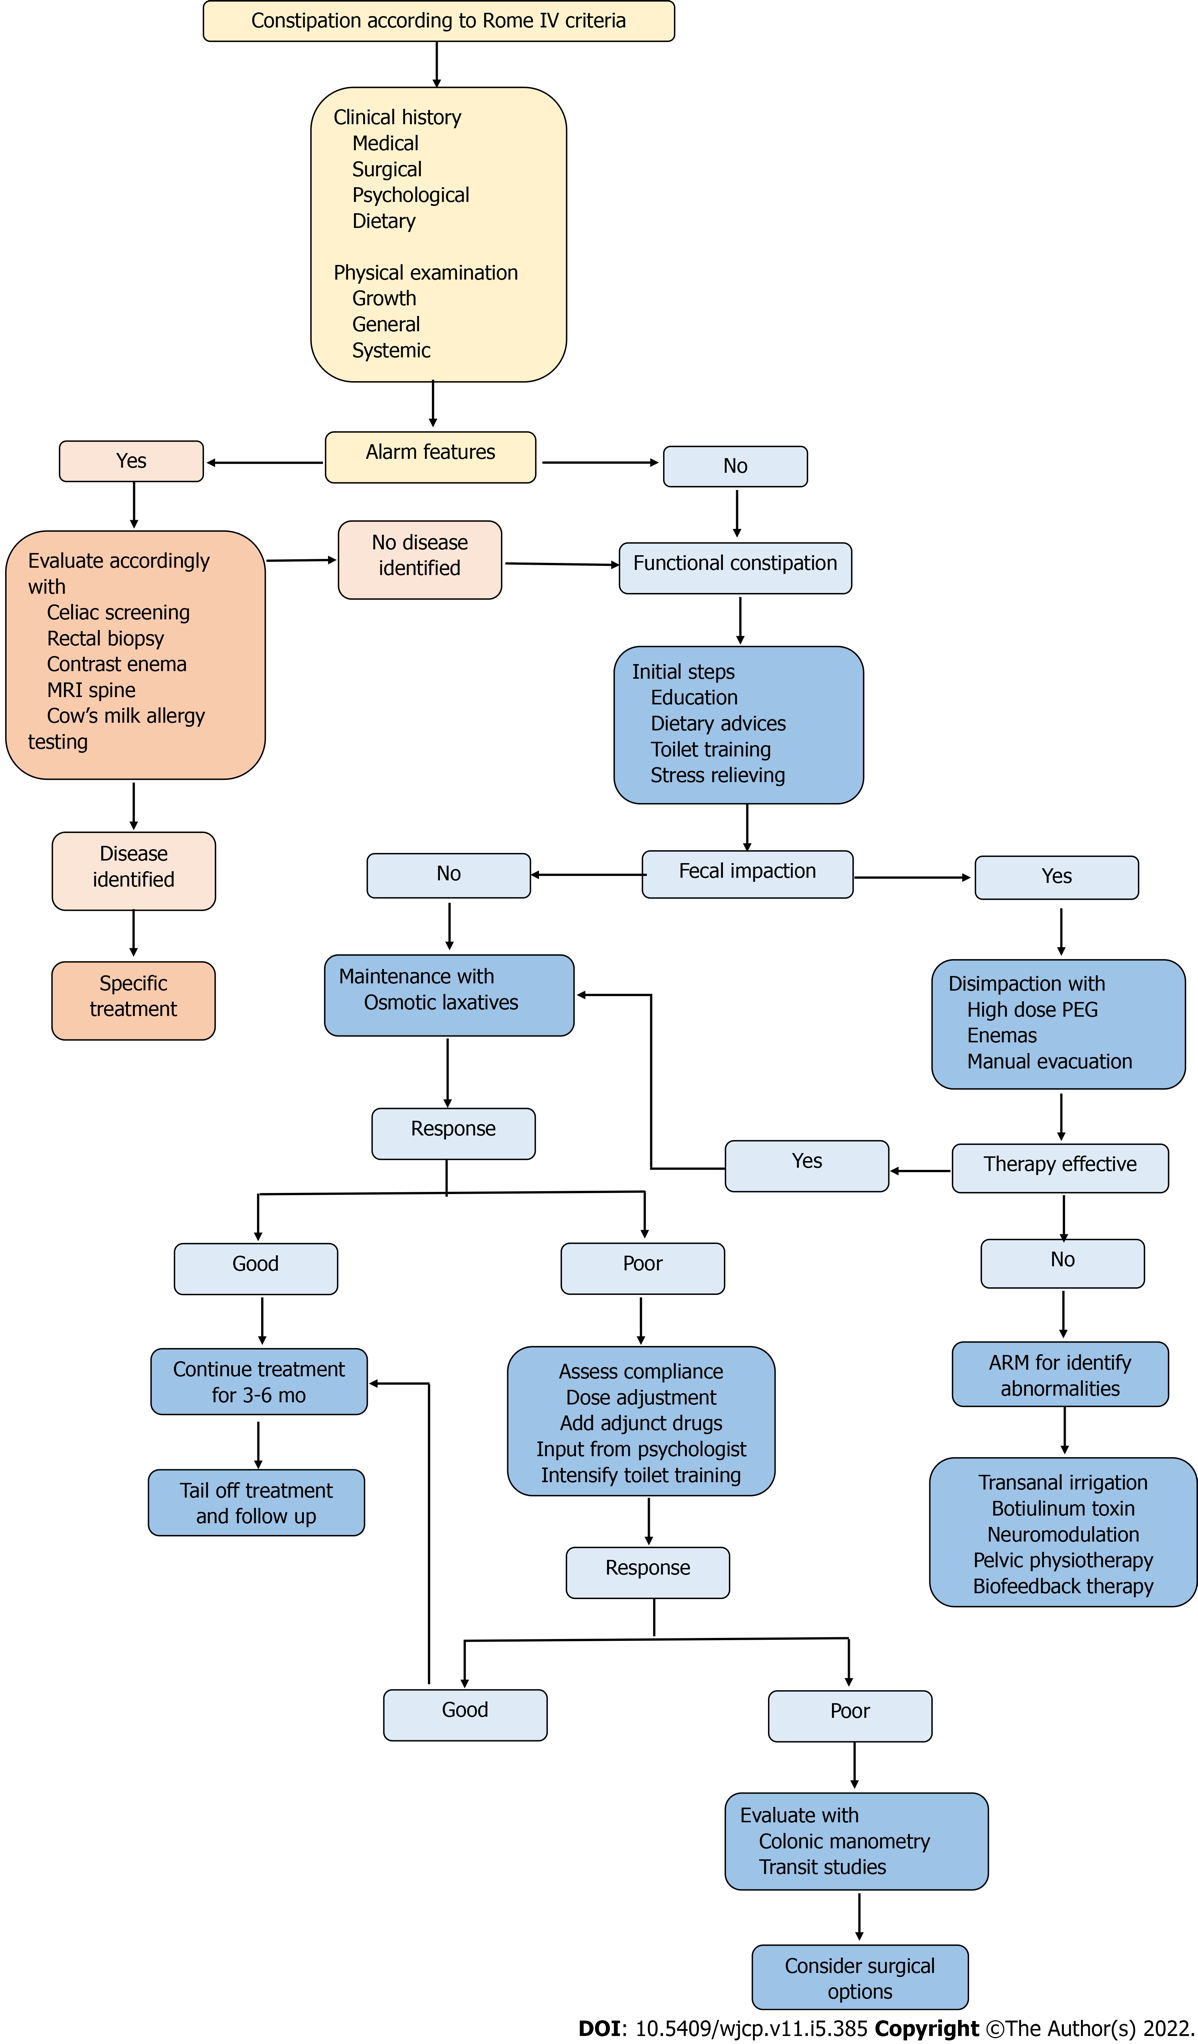 Constipation according to Rome IV criteria
Clinical history
Medical
Surgical
Psychological
Dietary
Physical examination
Growth
General
Systemic
Alarm features
Yes
No
Evaluate accordingly
with
Celiac screening
Rectal biopsy
Contrast enema
MRI spine
Cow's milk allergy
testing
No disease
identified
Functional constipation
Initial steps
Education
Dietary advices
Toilet training
Stress relieving
Disease
identified
Specific
treatment
No
Fecal impaction
Yes
Maintenance with
Osmotic laxatives
Disimpaction with
High dose PEG
Enemas
Manual evacuation
Response
Yes
Therapy effective
Good
Poor
No
Continue treatment
for 3-6 mo
Tail off treatment
and follow up
Assess compliance
Dose adjustment
Add adjunct drugs
Input from psychologist
Intensify toilet training
ARM for identify
abnormalities
Transanal irrigation
Botiulinum toxin
Neuromodulation
Pelvic physiotherapy
Biofeedback therapy
Response
Good
Poor
Evaluate with
Colonic manometry
Transit studies
Consider surgical
options
DOI: 10.5409/wjcp.v11.i5.385 Copyright ©The Author(s) 2022.